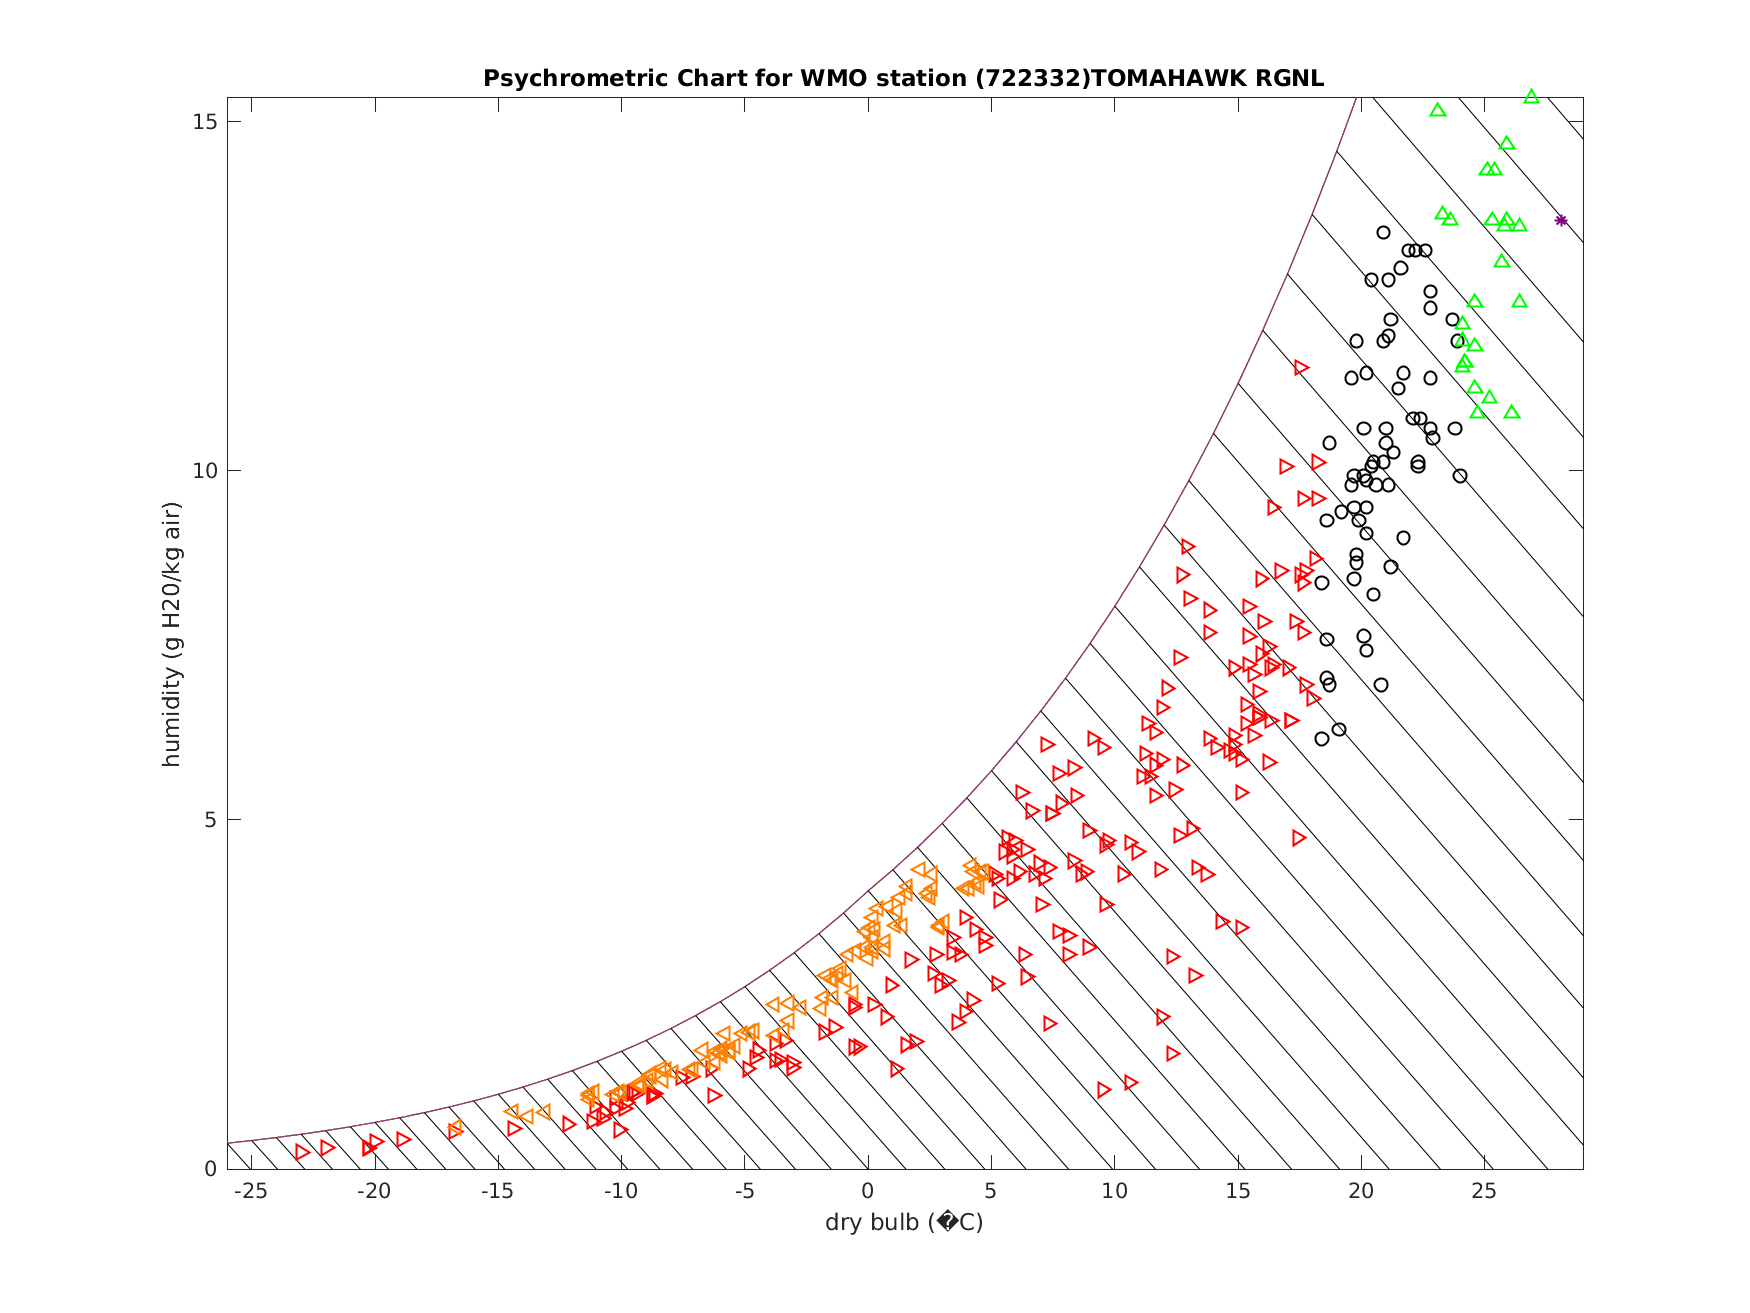 Psychrometric Chart for WMO station (722332)TOMAHAWK RGNL
15
10
5
0
humidity (g H20/kg air)
-25 -20 -15 -10 -5 0 5 10 15 20 25
dry bulb (�C)